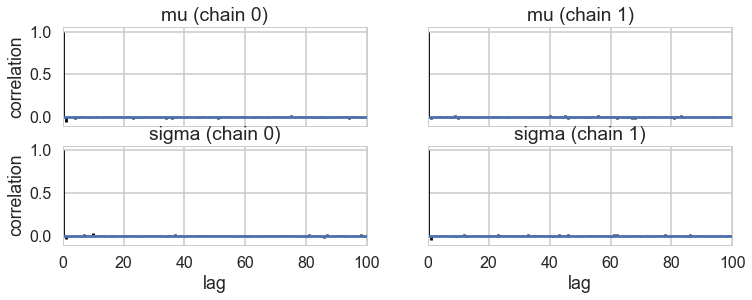 mu (chain 0)
mu (chain 1)
1.0
0.5
0.0
correlation
sigma (chain 0)
sigma (chain 1)
1.0
0.5
0.0
correlation
0 20 40 60 80 100
0 20 40 60 80 100
lag
lag